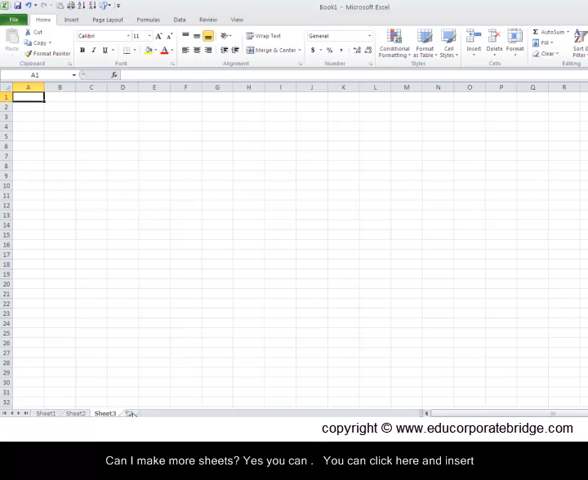 Book1 - Microsoft Excel
File Home Insert Page Layout Formulas Data Review View
Cut
Copy
Format Painter
Paste
Clipboard
Calibri 11
Font
Wrap Text
Merge & Center
Alignment
General
Number
Conditional Formatting
Format as Table
Cell Styles
Styles
Insert Delete Format
Cells
AutoSum
Fill
Clear
Sort &
Editing
A1
A B C D E F G H I J K L M N O P Q R
1
2
3
4
5
6
7
8
9
10
11
12
13
14
15
16
17
18
19
20
21
22
23
24
25
26
27
28
29
30
31
32
Sheet1 Sheet2 Sheet3
copyright © www.educorporatebridge.com
Can I make more sheets? Yes you can . You can click here and insert